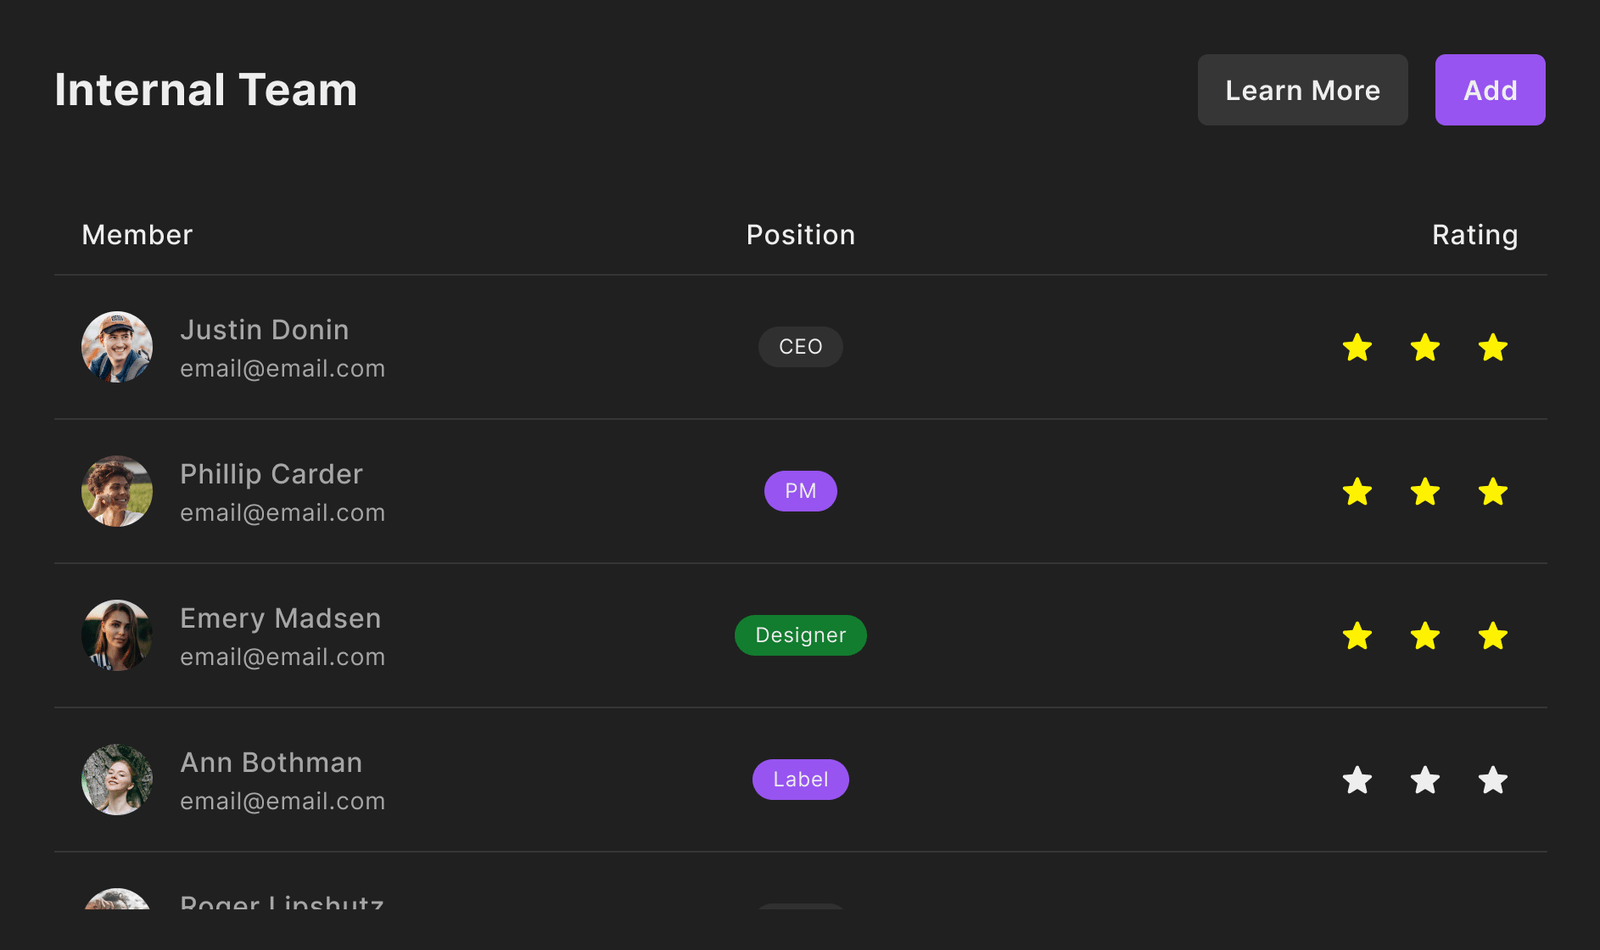 Internal Team
Learn More
Add
Member
Position
Rating
Justin Donin
email@email.com
CEO
Phillip Carder
email@email.com
PM
Emery Madsen
email@email.com
Designer
Ann Bothman
email@email.com
Label
Roger Lipshutz